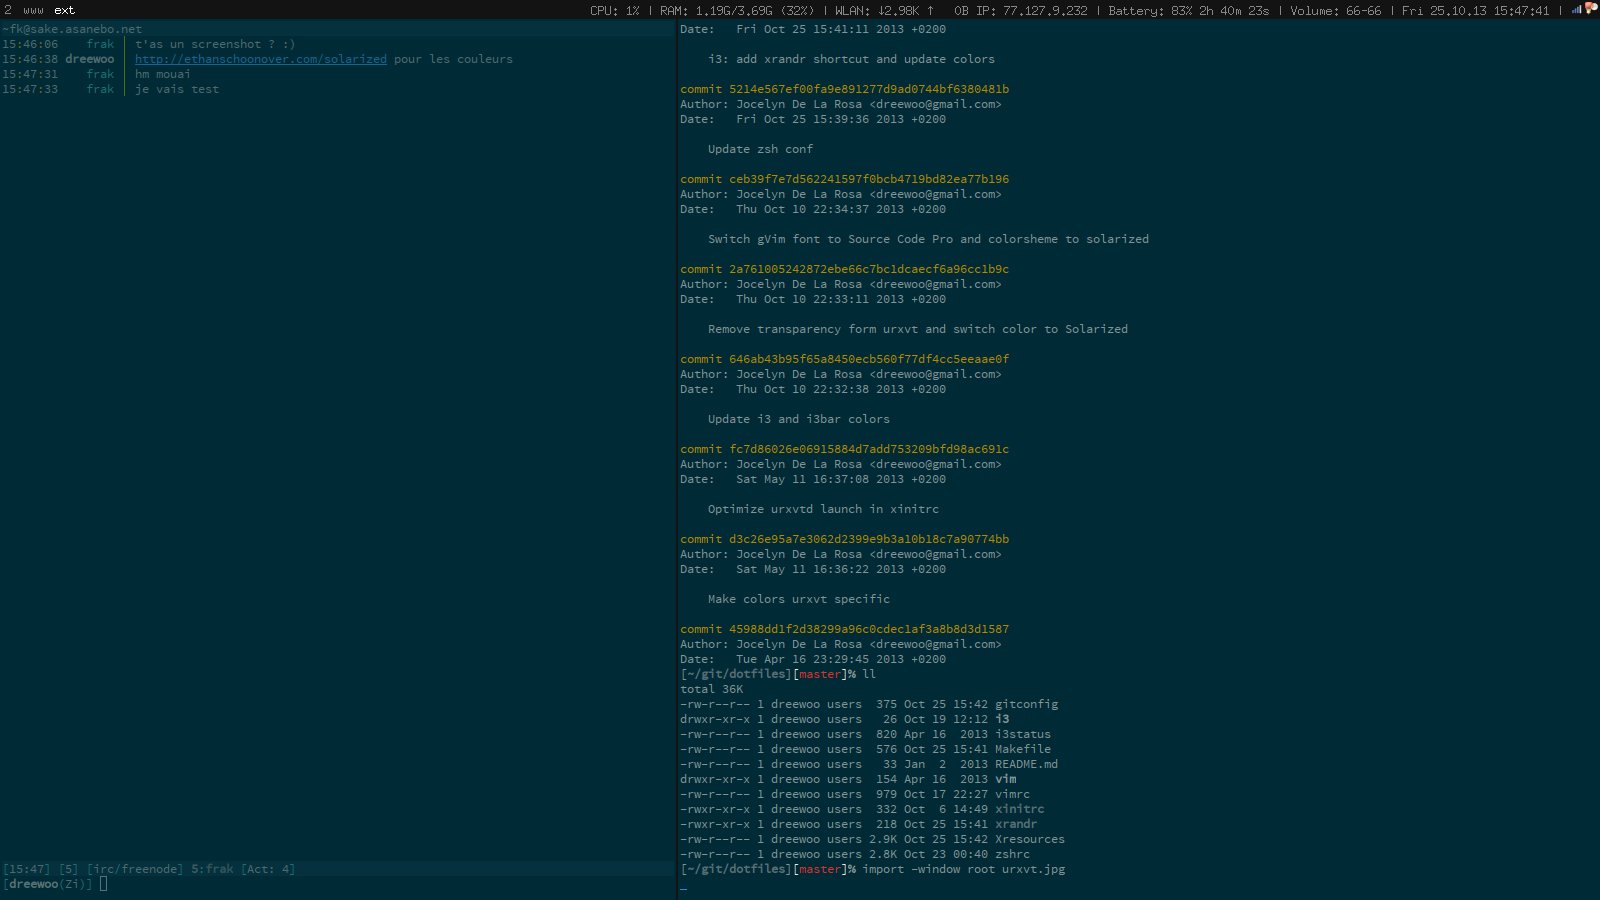 2 www ext CPU: 1% | RAM: 1.19G/3.69G (32%) | WLAN: ↓2.98K ↑   0B IP: 77.127.9.232 | Battery: 83% 2h 40m 23s | Volume: 66-66 | Fri 25.10.13 15:47:41 |
~fk@sake.asanebo.net
15:46:06 frak | t'as un screenshot ? :)
15:46:38 dreewoo | http://ethanschoonover.com/solarized pour les couleurs
15:47:31 frak | hm mouai
15:47:33 frak | je vais test
[15:47] [5] [irc/freenode] 5:frak [Act: 4]
[dreewoo(Zi)]
Date:   Fri Oct 25 15:41:11 2013 +0200
i3: add xrandr shortcut and update colors
commit 5214e567ef00fa9e891277d9ad0744bf6380481b
Author: Jocelyn De La Rosa <dreewoo@gmail.com>
Date:   Fri Oct 25 15:39:36 2013 +0200
Update zsh conf
commit ceb39f7e7d562241597f0bcb4719bd82ea77b196
Author: Jocelyn De La Rosa <dreewoo@gmail.com>
Date:   Thu Oct 10 22:34:37 2013 +0200
Switch gVim font to Source Code Pro and colorsheme to solarized
commit 2a761005242872ebe66c7bc1dcaecf6a96cc1b9c
Author: Jocelyn De La Rosa <dreewoo@gmail.com>
Date:   Thu Oct 10 22:33:11 2013 +0200
Remove transparency form urxvt and switch color to Solarized
commit 646ab43b95f65a8450ecb560f77df4cc5eeaae0f
Author: Jocelyn De La Rosa <dreewoo@gmail.com>
Date:   Thu Oct 10 22:32:38 2013 +0200
Update i3 and i3bar colors
commit fc7d86026e06915884d7add753209bfd98ac691c
Author: Jocelyn De La Rosa <dreewoo@gmail.com>
Date:   Sat May 11 16:37:08 2013 +0200
Optimize urxvtd launch in xinitrc
commit d3c26e95a7e3062d2399e9b3a10b18c7a90774bb
Author: Jocelyn De La Rosa <dreewoo@gmail.com>
Date:   Sat May 11 16:36:22 2013 +0200
Make colors urxvt specific
commit 45988dd1f2d38299a96c0cdec1af3a8b8d3d1587
Author: Jocelyn De La Rosa <dreewoo@gmail.com>
Date:   Tue Apr 16 23:29:45 2013 +0200
[~/git/dotfiles][master]% ll
total 36K
-rw-r--r-- 1 dreewoo users  375 Oct 25 15:42 gitconfig
drwxr-xr-x 1 dreewoo users   26 Oct 19 12:12 i3
-rw-r--r-- 1 dreewoo users  820 Apr 16  2013 i3status
-rw-r--r-- 1 dreewoo users  576 Oct 25 15:41 Makefile
-rw-r--r-- 1 dreewoo users   33 Jan  2  2013 README.md
drwxr-xr-x 1 dreewoo users  154 Apr 16  2013 vim
-rw-r--r-- 1 dreewoo users  979 Oct 17 22:27 vimrc
-rwxr-xr-x 1 dreewoo users  332 Oct  6 14:49 xinitrc
-rwxr-xr-x 1 dreewoo users  218 Oct 25 15:41 xrandr
-rw-r--r-- 1 dreewoo users 2.9K Oct 25 15:42 Xresources
-rw-r--r-- 1 dreewoo users 2.8K Oct 23 00:40 zshrc
[~/git/dotfiles][master]% import -window root urxvt.jpg
_